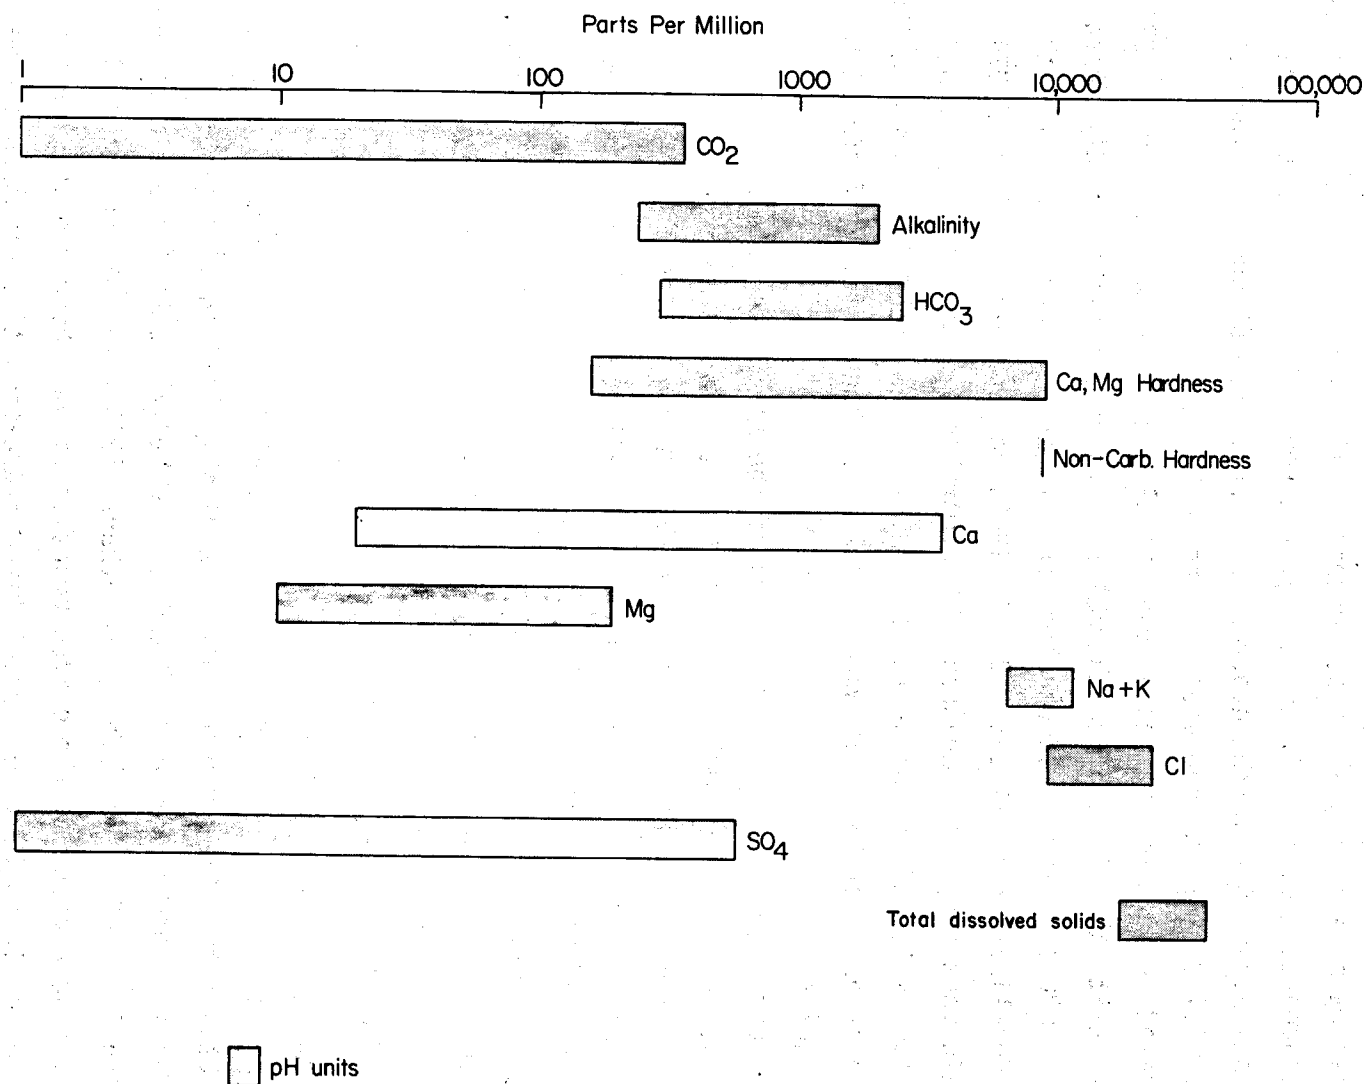 Parts Per Million
1 10 100 1000 10,000 100,000
CO2
Alkalinity
HCO3
Ca, Mg Hardness
Non-Carb. Hardness
Ca
Mg
Na+K
Cl
SO4
Total dissolved solids
pH units